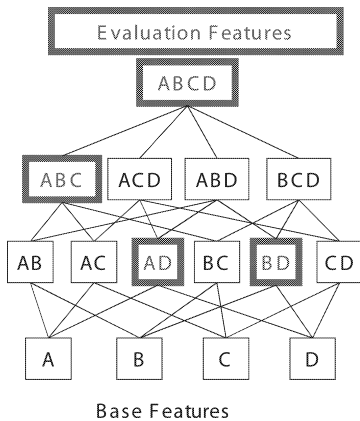 Evaluation Features
ABCD
ABC ACD ABD BCD
AB AC AD BC BD CD
A B C D
Base Features